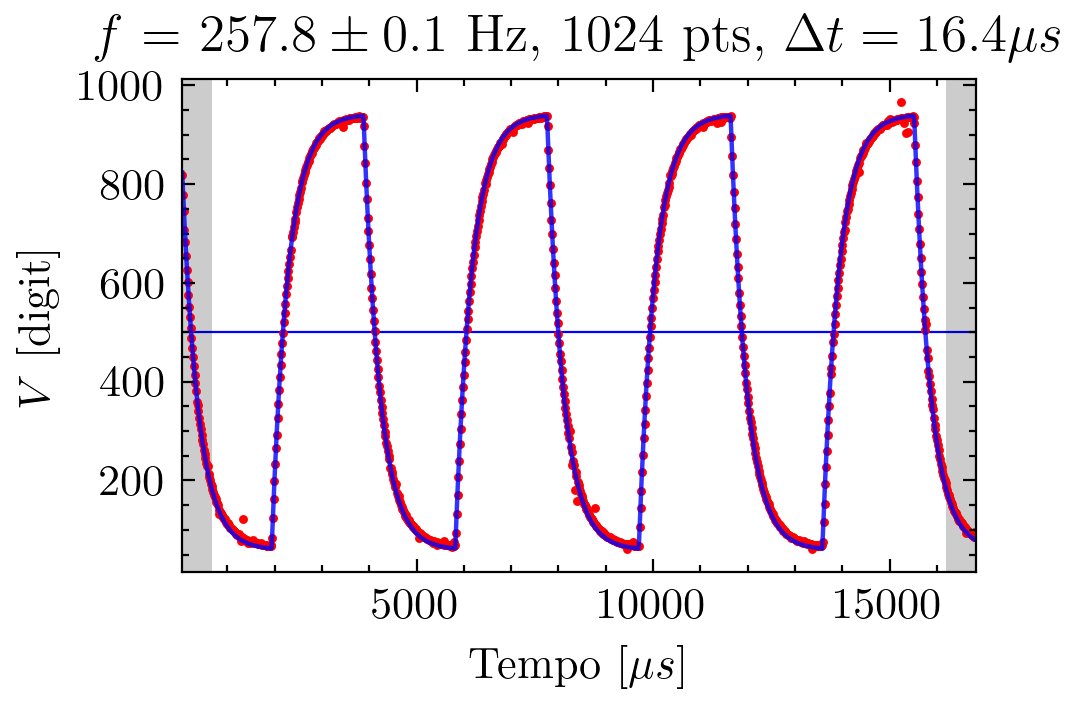 f = 257.8 ± 0.1 Hz, 1024 pts, Δt = 16.4μs
1000
800
600
400
200
V [digit]
5000 10000 15000
Tempo [μs]